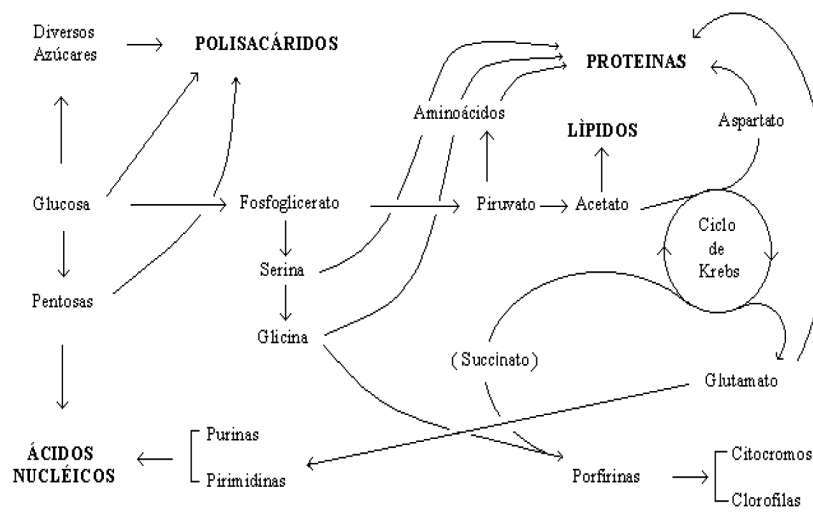 Diversos
Azúcares
POLISACÁRIDOS
PROTEINAS
Aminoácidos
LÌPIDOS
Aspartato
Glucosa
Fosfoglicerato
Piruvato
Acetato
Ciclo
de
Krebs
Serina
Pentosas
Glicina
(Succinato)
Glutamato
ÁCIDOS
NUCLÉICOS
Purinas
Pirimidinas
Porfirinas
Citocromos
Clorofilas